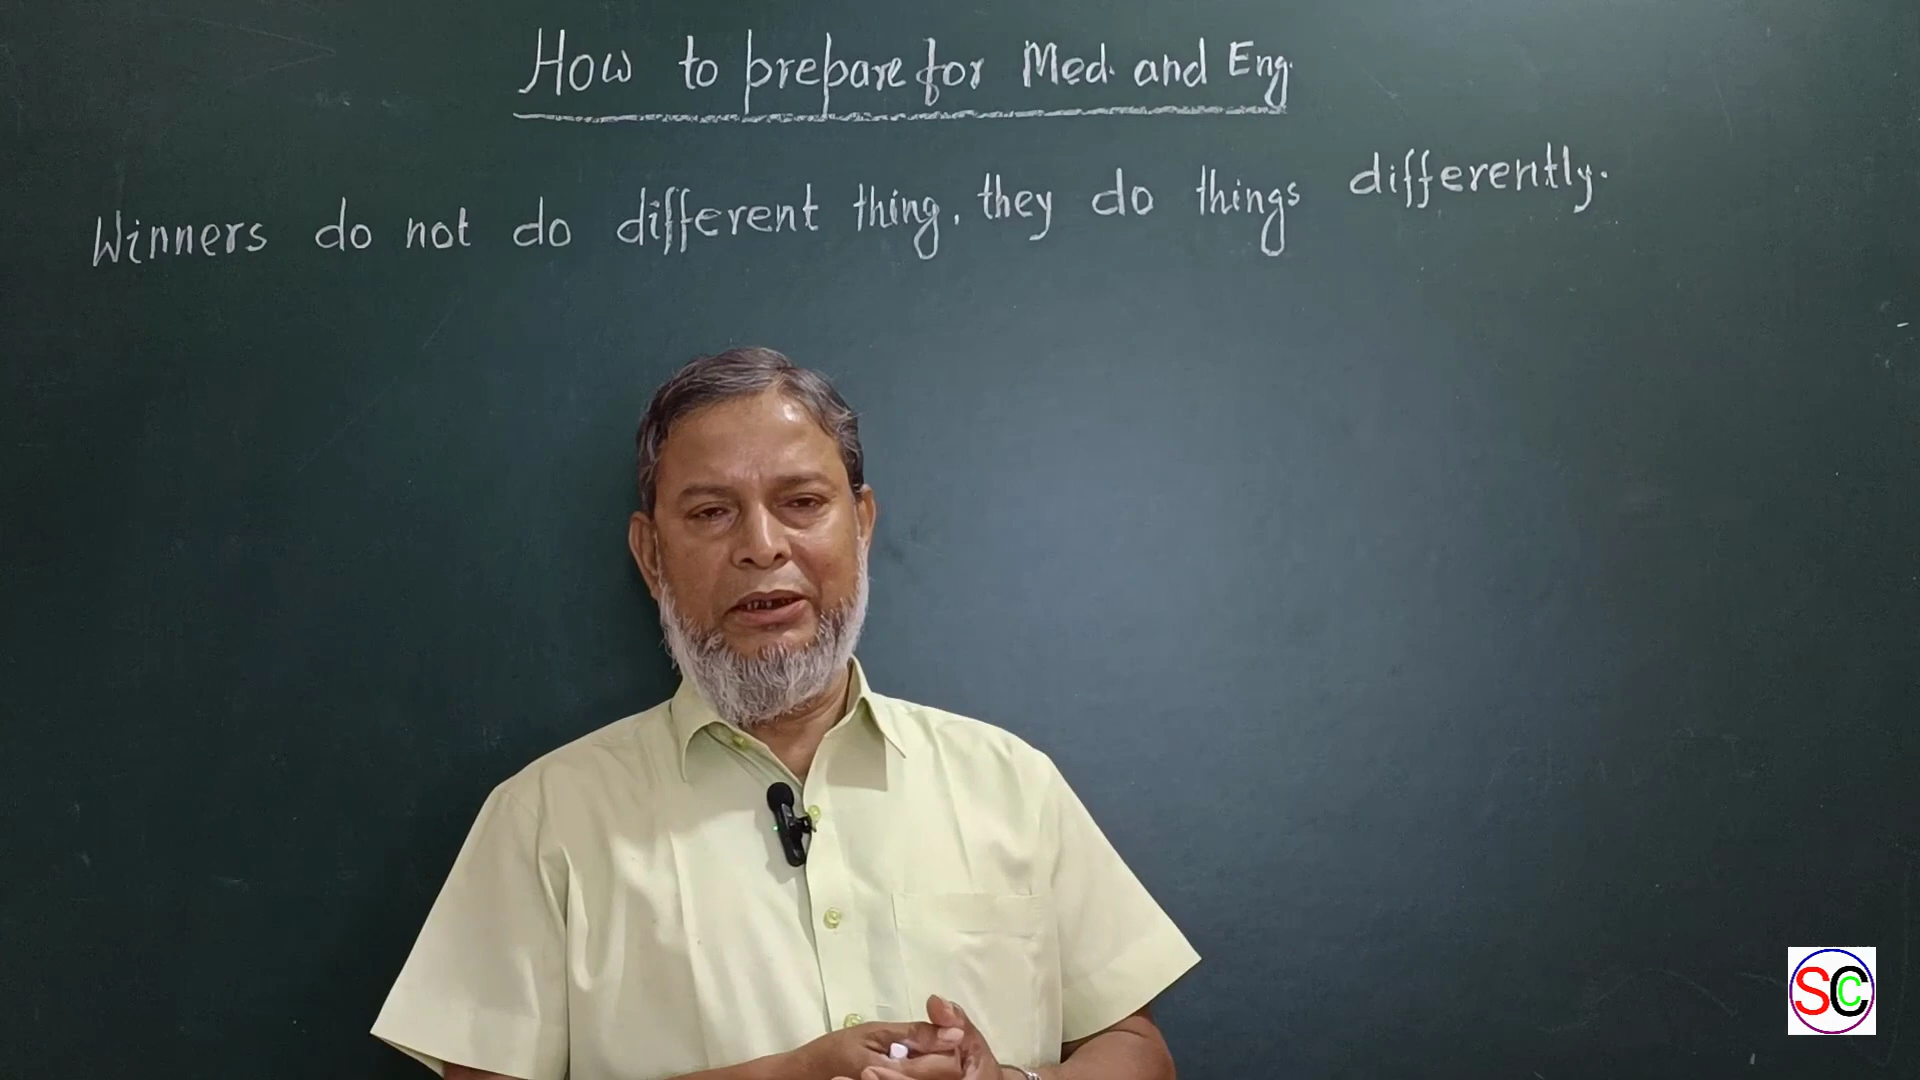 How to prepare for Med. and Eng.
Winners do not do different thing, they do things differently.
SC